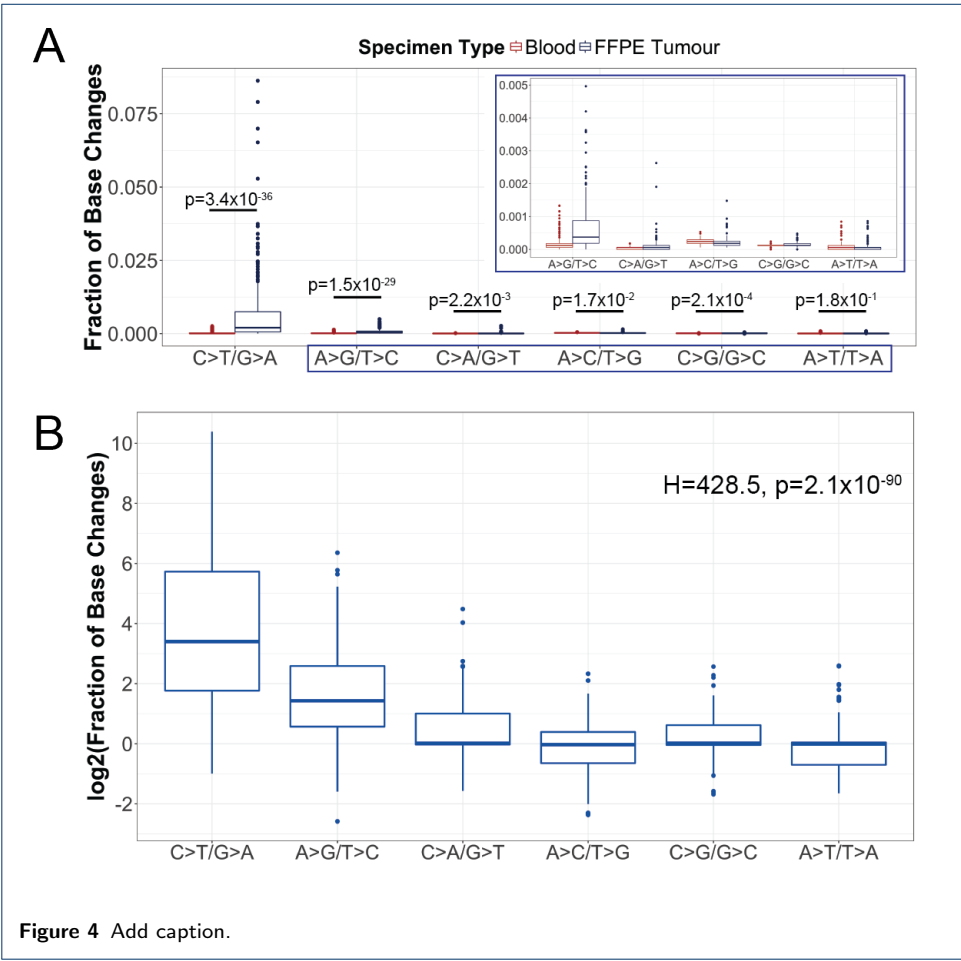 A
Specimen Type Blood FFPE Tumour
Fraction of Base Changes
0.075
0.050
0.025
0.000
p=3.4x10-36
p=1.5x10-29
p=2.2x10-3
p=1.7x10-2
p=2.1x10-4
p=1.8x10-1
0.005
0.004
0.003
0.002
0.001
0.000
A>G/T>C C>A/G>T A>C/T>G C>G/G>C A>T/T>A
C>T/G>A A>G/T>C C>A/G>T A>C/T>G C>G/G>C A>T/T>A
B
log2(Fraction of Base Changes)
10
8
6
4
2
0
-2
H=428.5, p=2.1x10-90
C>T/G>A A>G/T>C C>A/G>T A>C/T>G C>G/G>C A>T/T>A
Figure 4 Add caption.